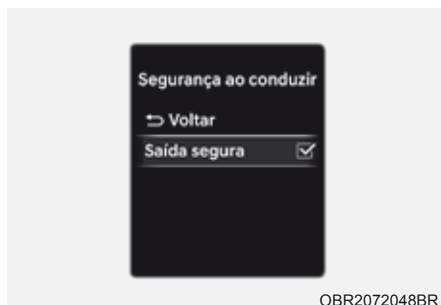 Segurança ao conduzir
⮌ Voltar
Saída segura ☑
OBR2072048BR